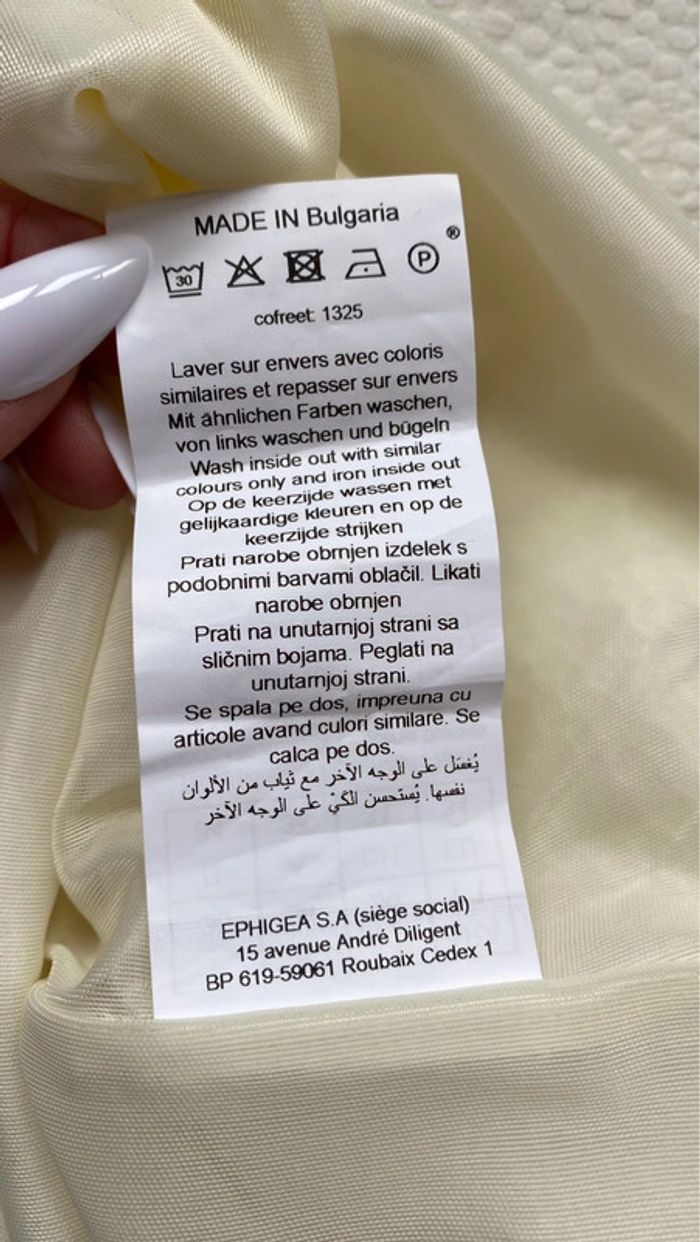 MADE IN Bulgaria
®
30
P
cofreet: 1325
Laver sur envers avec coloris
similaires et repasser sur envers
Mit ähnlichen Farben waschen,
von links waschen und bügeln
Wash inside out with similar
colours only and iron inside out
Op de keerzijde wassen met
gelijkaardige kleuren en op de
keerzijde strijken
Prati narobe obrnjen izdelek s
podobnimi barvami oblačil. Likati
narobe obrnjen
Prati na unutarnjoj strani sa
sličnim bojama. Peglati na
unutarnjoj strani.
Se spala pe dos, impreuna cu
articole avand culori similare. Se
calca pe dos.
يُغسَل على الوجه الآخر مع ثياب من الألوان
نفسها. يُستَحسن الكَيّ على الوجه الآخر
EPHIGEA S.A (siège social)
15 avenue André Diligent
BP 619-59061 Roubaix Cedex 1